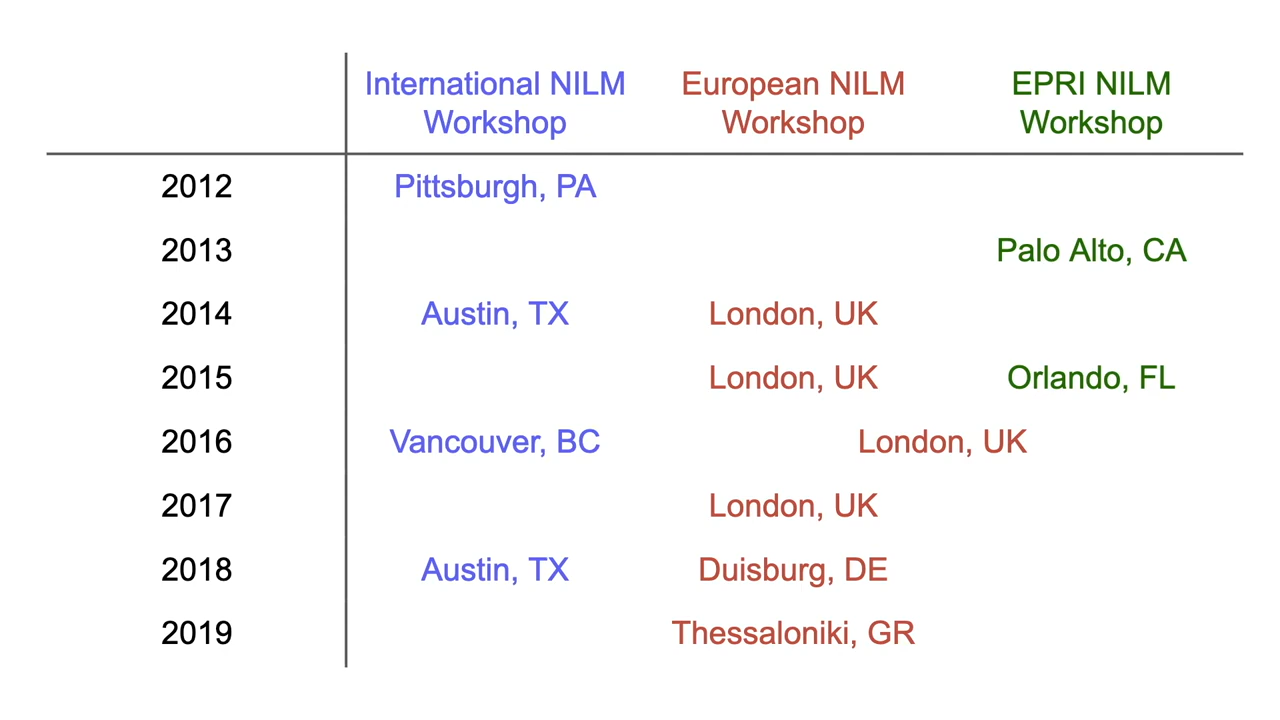 International NILM Workshop European NILM Workshop EPRI NILM Workshop
2012 Pittsburgh, PA
2013 Palo Alto, CA
2014 Austin, TX London, UK
2015 London, UK Orlando, FL
2016 Vancouver, BC London, UK
2017 London, UK
2018 Austin, TX Duisburg, DE
2019 Thessaloniki, GR